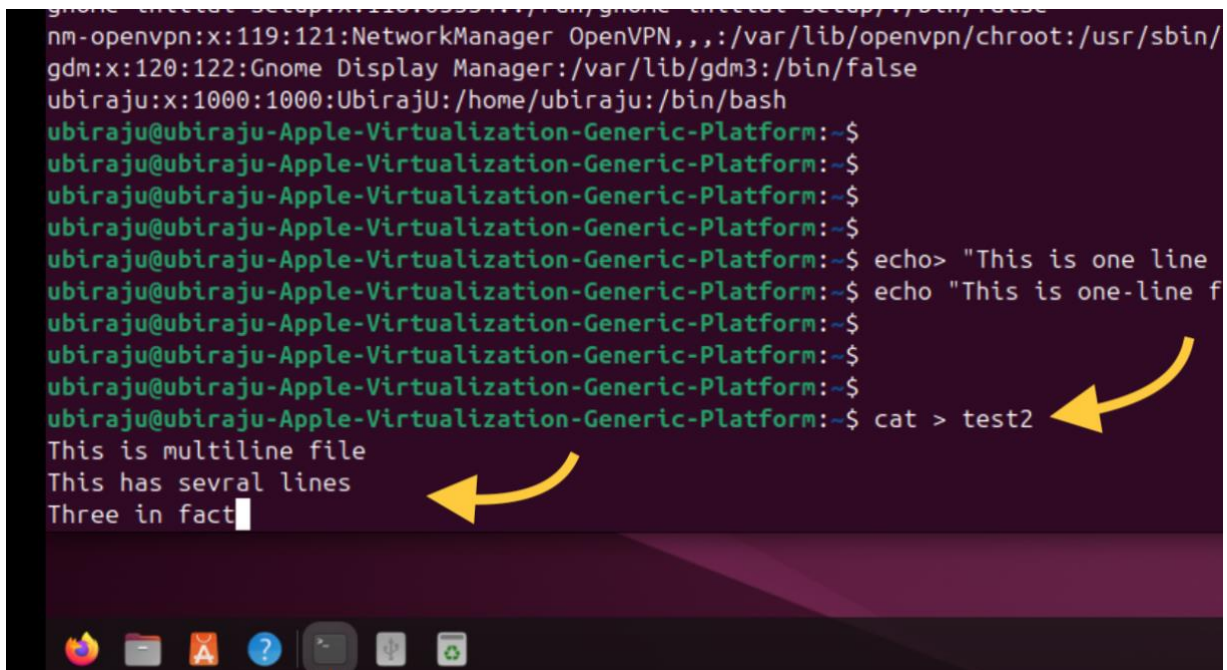 nm-openvpn:x:119:121:NetworkManager OpenVPN,,,:/var/lib/openvpn/chroot:/usr/sbin/
gdm:x:120:122:Gnome Display Manager:/var/lib/gdm3:/bin/false
ubiraju:x:1000:1000:UbirajU:/home/ubiraju:/bin/bash
ubiraju@ubiraju-Apple-Virtualization-Generic-Platform:~$
ubiraju@ubiraju-Apple-Virtualization-Generic-Platform:~$
ubiraju@ubiraju-Apple-Virtualization-Generic-Platform:~$
ubiraju@ubiraju-Apple-Virtualization-Generic-Platform:~$
ubiraju@ubiraju-Apple-Virtualization-Generic-Platform:~$ echo> "This is one line
ubiraju@ubiraju-Apple-Virtualization-Generic-Platform:~$ echo "This is one-line f
ubiraju@ubiraju-Apple-Virtualization-Generic-Platform:~$
ubiraju@ubiraju-Apple-Virtualization-Generic-Platform:~$
ubiraju@ubiraju-Apple-Virtualization-Generic-Platform:~$
ubiraju@ubiraju-Apple-Virtualization-Generic-Platform:~$ cat > test2
This is multiline file
This has sevral lines
Three in fact